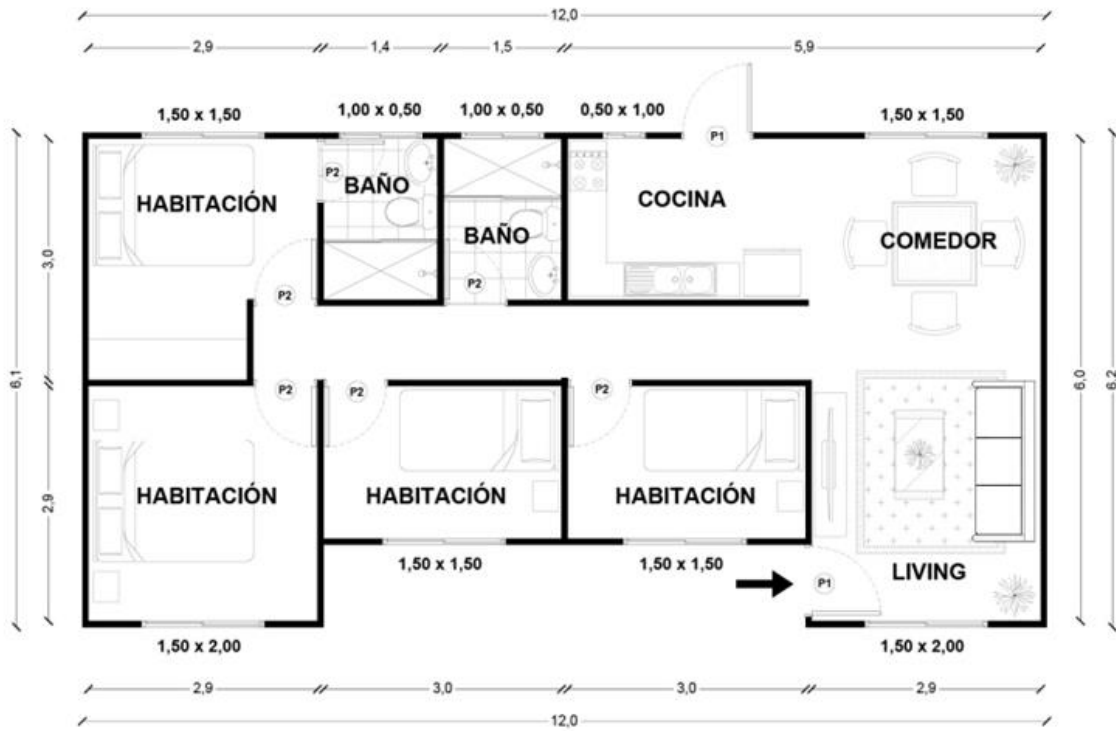 12,0
2,9 1,4 1,5 5,9
1,50 x 1,50 1,00 x 0,50 1,00 x 0,50 0,50 x 1,00 1,50 x 1,50
P1
P2
BAÑO
HABITACIÓN
COCINA
BAÑO
COMEDOR
3,0
P2
P2
6,1
6,0
6,2
P2
P2
P2
2,9
HABITACIÓN
HABITACIÓN
HABITACIÓN
1,50 x 1,50
1,50 x 1,50
P1
LIVING
1,50 x 2,00
1,50 x 2,00
2,9 3,0 3,0 2,9
12,0